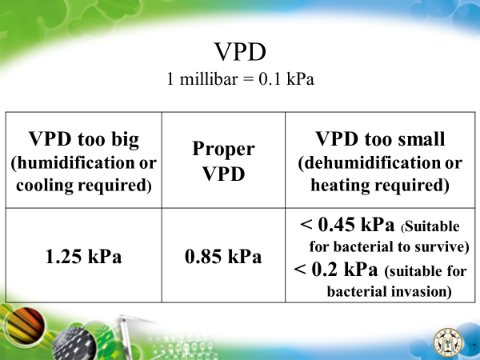 VPD
1 millibar = 0.1 kPa
VPD too big
(humidification or
cooling required)
Proper
VPD
VPD too small
(dehumidification or
heating required)
1.25 kPa
0.85 kPa
< 0.45 kPa (Suitable
for bacterial to survive)
< 0.2 kPa (suitable for
bacterial invasion)